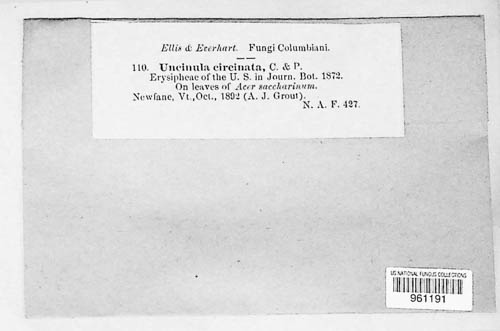 Ellis & Everhart. Fungi Columbiani.
110. Uncinula circinata, C. & P.
Erysipheae of the U. S. in Journ. Bot. 1872.
On leaves of Acer saccharinum.
Newfane, Vt., Oct., 1892 (A. J. Grout).
N. A. F. 427.
US NATIONAL FUNGUS COLLECTIONS
961191